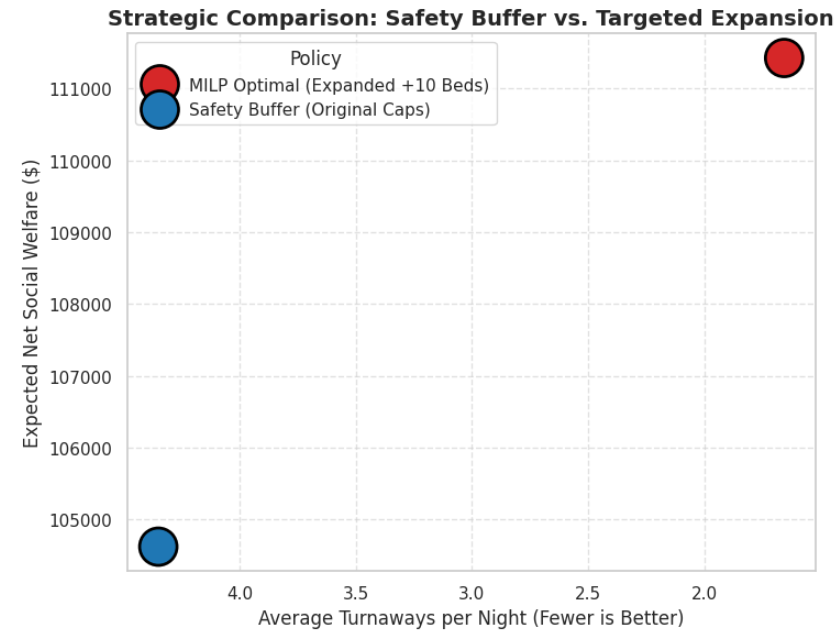 Strategic Comparison: Safety Buffer vs. Targeted Expansion
Policy
MILP Optimal (Expanded +10 Beds)
Safety Buffer (Original Caps)
Expected Net Social Welfare ($)
111000
110000
109000
108000
107000
106000
105000
4.0 3.5 3.0 2.5 2.0
Average Turnaways per Night (Fewer is Better)